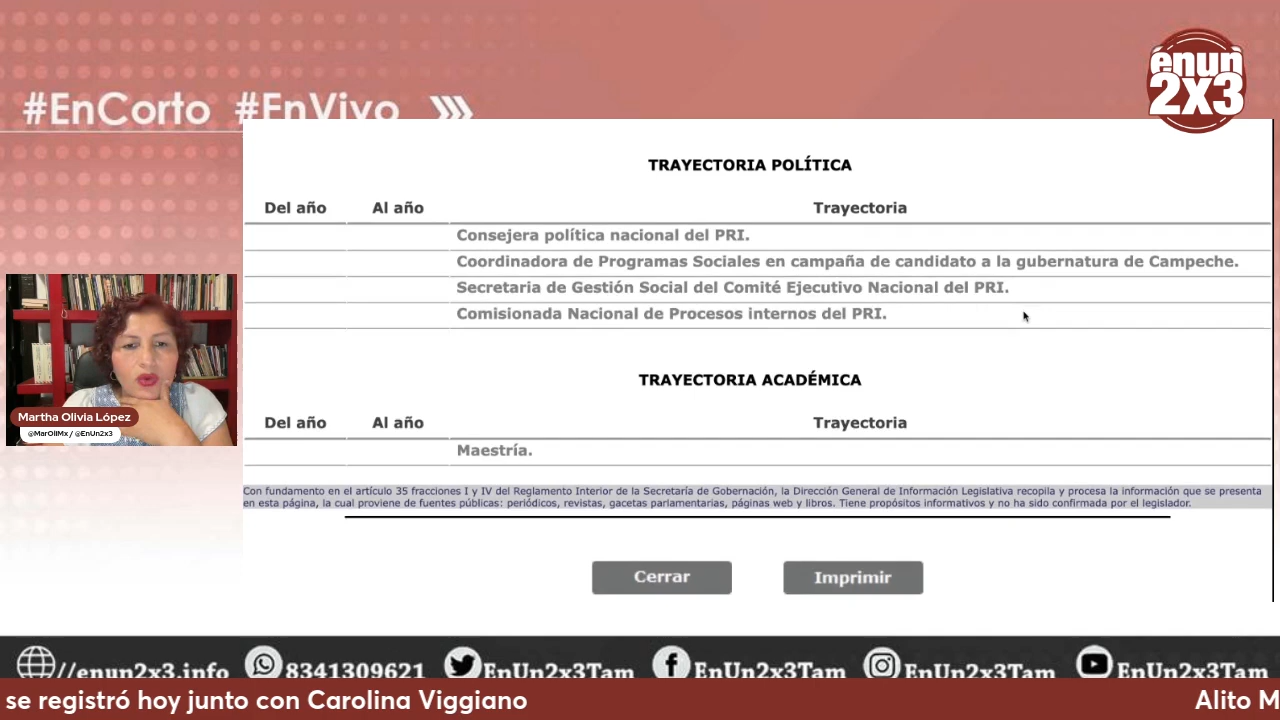 #EnCorto #EnVivo
énun
2x3
TRAYECTORIA POLÍTICA
Del año Al año Trayectoria
Consejera política nacional del PRI.
Coordinadora de Programas Sociales en campaña de candidato a la gubernatura de Campeche.
Secretaria de Gestión Social del Comité Ejecutivo Nacional del PRI.
Comisionada Nacional de Procesos internos del PRI.
TRAYECTORIA ACADÉMICA
Del año Al año Trayectoria
Maestría.
Martha Olivia López
@MarOliMx / @EnUn2x3
Con fundamento en el artículo 35 fracciones I y IV del Reglamento Interior de la Secretaría de Gobernación, la Dirección General de Información Legislativa recopila y procesa la información que se presenta
en esta página, la cual proviene de fuentes públicas: periódicos, revistas, gacetas parlamentarias, páginas web y libros. Tiene propósitos informativos y no ha sido confirmada por el legislador.
Cerrar Imprimir
//enun2x3.info 8341309621 EnUn2x3Tam EnUn2x3Tam EnUn2x3Tam EnUn2x3Tam
se registró hoy junto con Carolina Viggiano Alito M